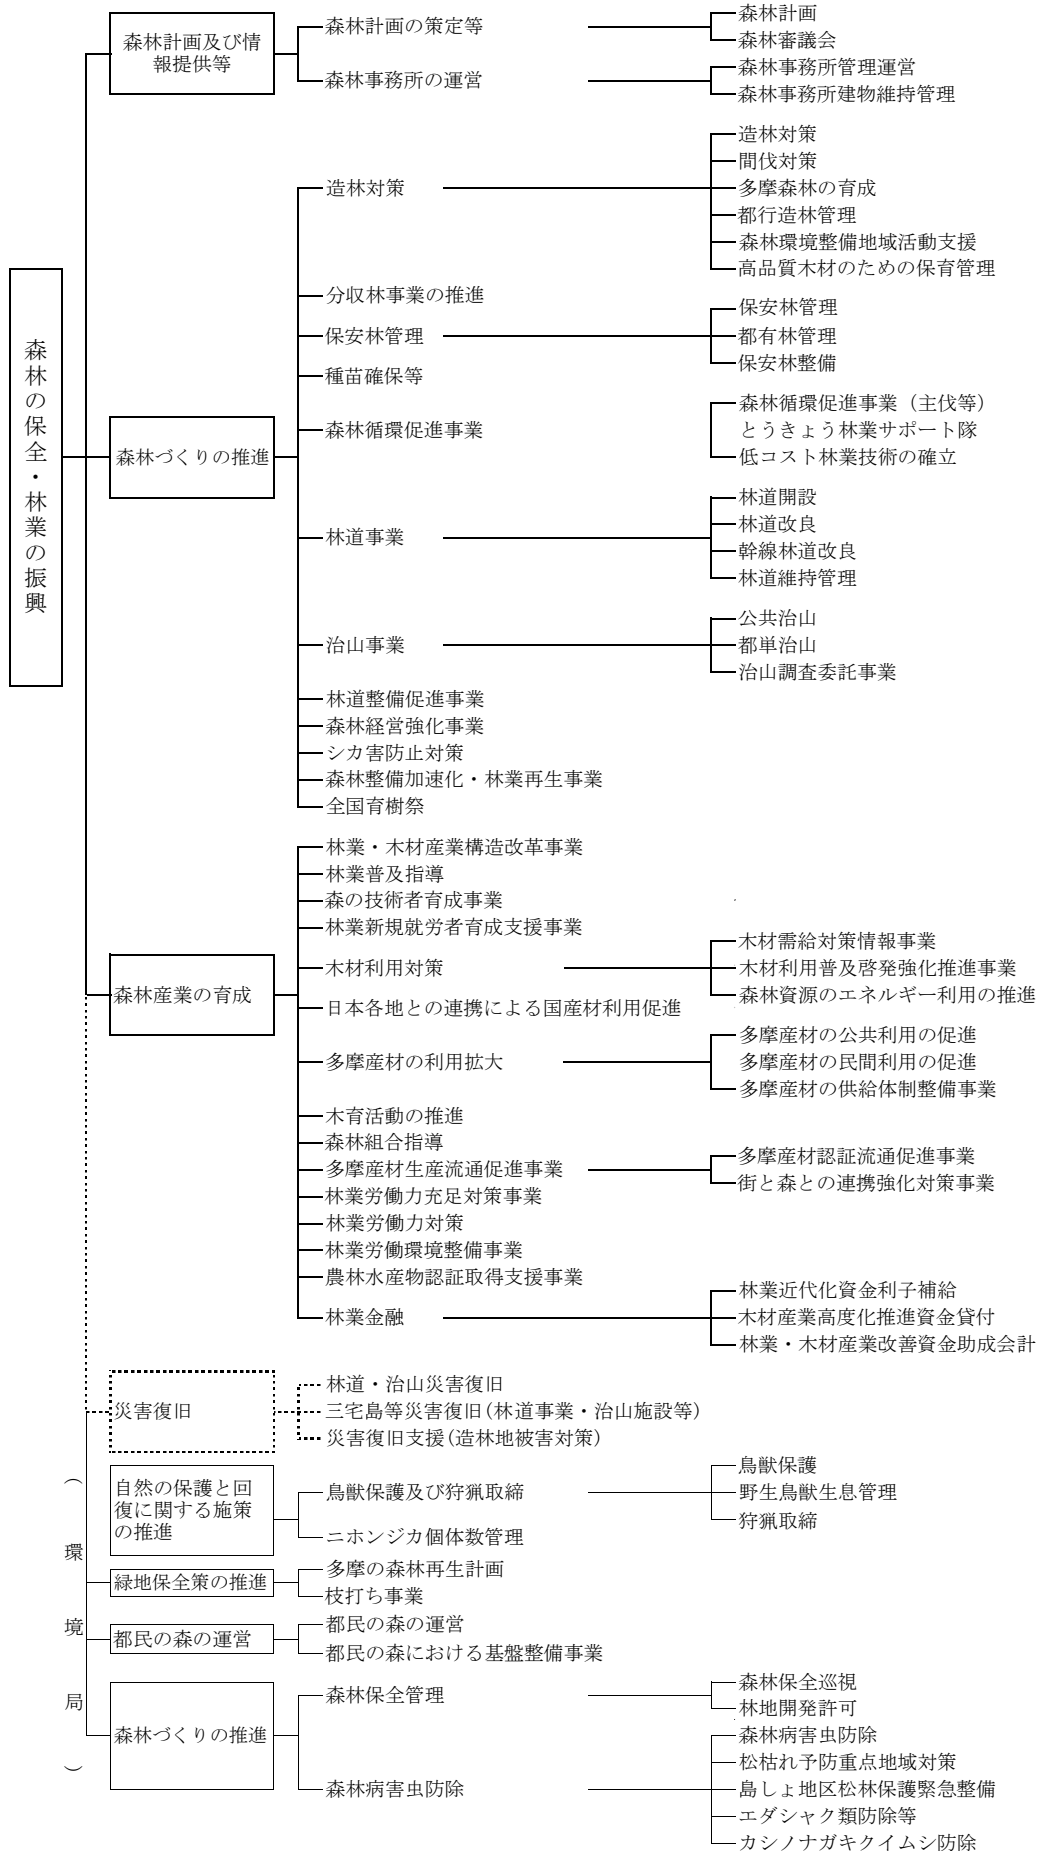 森林の保全・林業の振興
森林計画及び情
報提供等
森林計画の策定等
森林計画
森林審議会
森林事務所の運営
森林事務所管理運営
森林事務所建物維持管理
森林づくりの推進
造林対策
造林対策
間伐対策
多摩森林の育成
都行造林管理
森林環境整備地域活動支援
高品質木材のための保育管理
分収林事業の推進
保安林管理
保安林管理
都有林管理
保安林整備
種苗確保等
森林循環促進事業
森林循環促進事業（主伐等）
とうきょう林業サポート隊
低コスト林業技術の確立
林道事業
林道開設
林道改良
幹線林道改良
林道維持管理
治山事業
公共治山
都単治山
治山調査委託事業
林道整備促進事業
森林経営強化事業
シカ害防止対策
森林整備加速化・林業再生事業
全国育樹祭
森林産業の育成
林業・木材産業構造改革事業
林業普及指導
森の技術者育成事業
林業新規就労者育成支援事業
木材利用対策
木材需給対策情報事業
木材利用普及啓発強化推進事業
森林資源のエネルギー利用の推進
日本各地との連携による国産材利用促進
多摩産材の利用拡大
多摩産材の公共利用の促進
多摩産材の民間利用の促進
多摩産材の供給体制整備事業
木育活動の推進
森林組合指導
多摩産材生産流通促進事業
多摩産材認証流通促進事業
街と森との連携強化対策事業
林業労働力充足対策事業
林業労働力対策
林業労働環境整備事業
農林水産物認証取得支援事業
林業金融
林業近代化資金利子補給
木材産業高度化推進資金貸付
林業・木材産業改善資金助成会計
災害復旧
林道・治山災害復旧
三宅島等災害復旧(林道事業・治山施設等)
災害復旧支援(造林地被害対策)
（環境局）
自然の保護と回
復に関する施策
の推進
鳥獣保護及び狩猟取締
鳥獣保護
野生鳥獣生息管理
狩猟取締
ニホンジカ個体数管理
緑地保全策の推進
多摩の森林再生計画
枝打ち事業
都民の森の運営
都民の森の運営
都民の森における基盤整備事業
森林づくりの推進
森林保全管理
森林保全巡視
林地開発許可
森林病害虫防除
森林病害虫防除
松枯れ予防重点地域対策
島しょ地区松林保護緊急整備
エダシャク類防除等
カシノナガキクイムシ防除